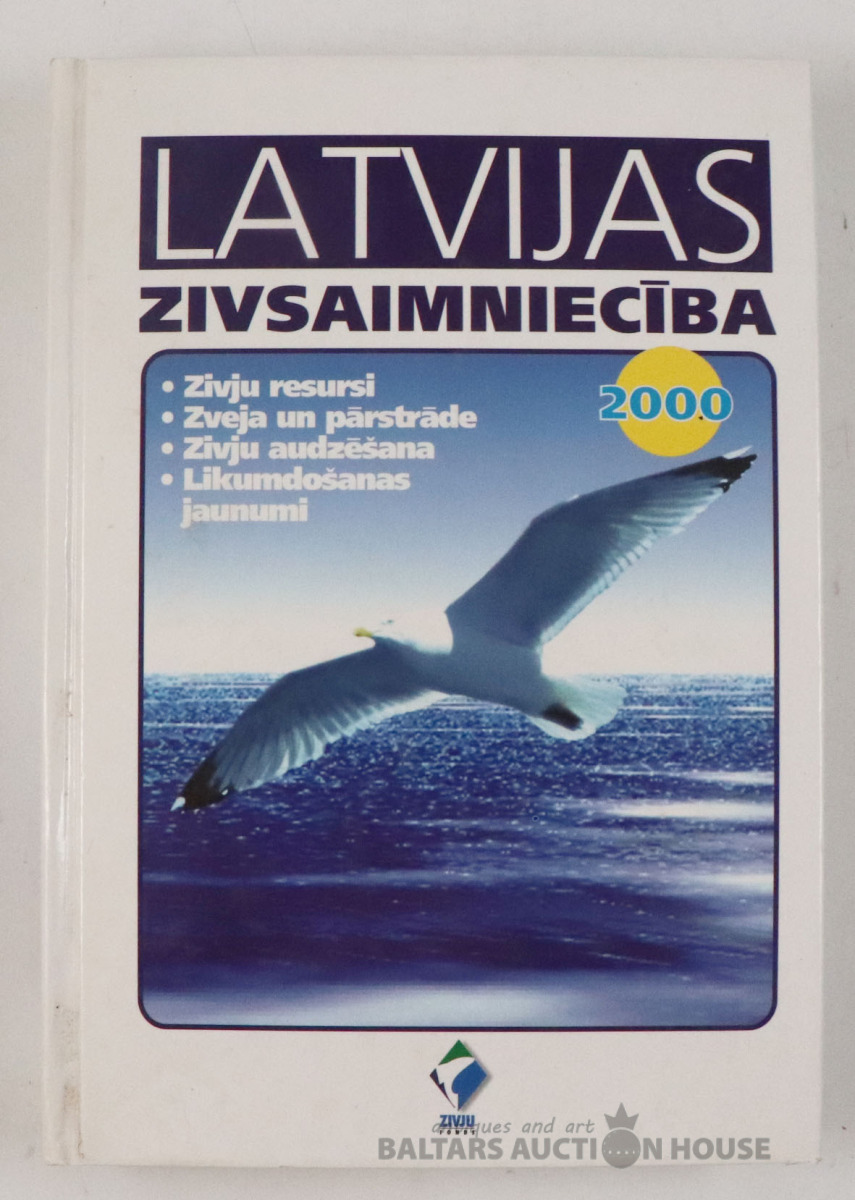 LATVIJAS
ZIVSAIMNIECĪBA
2000
• Zivju resursi
• Zveja un pārstrāde
• Zivju audzēšana
• Likumdošanas
jaunumi
ZIVJU
FONDS
antiques and art
BALTARS AUCTION HOUSE